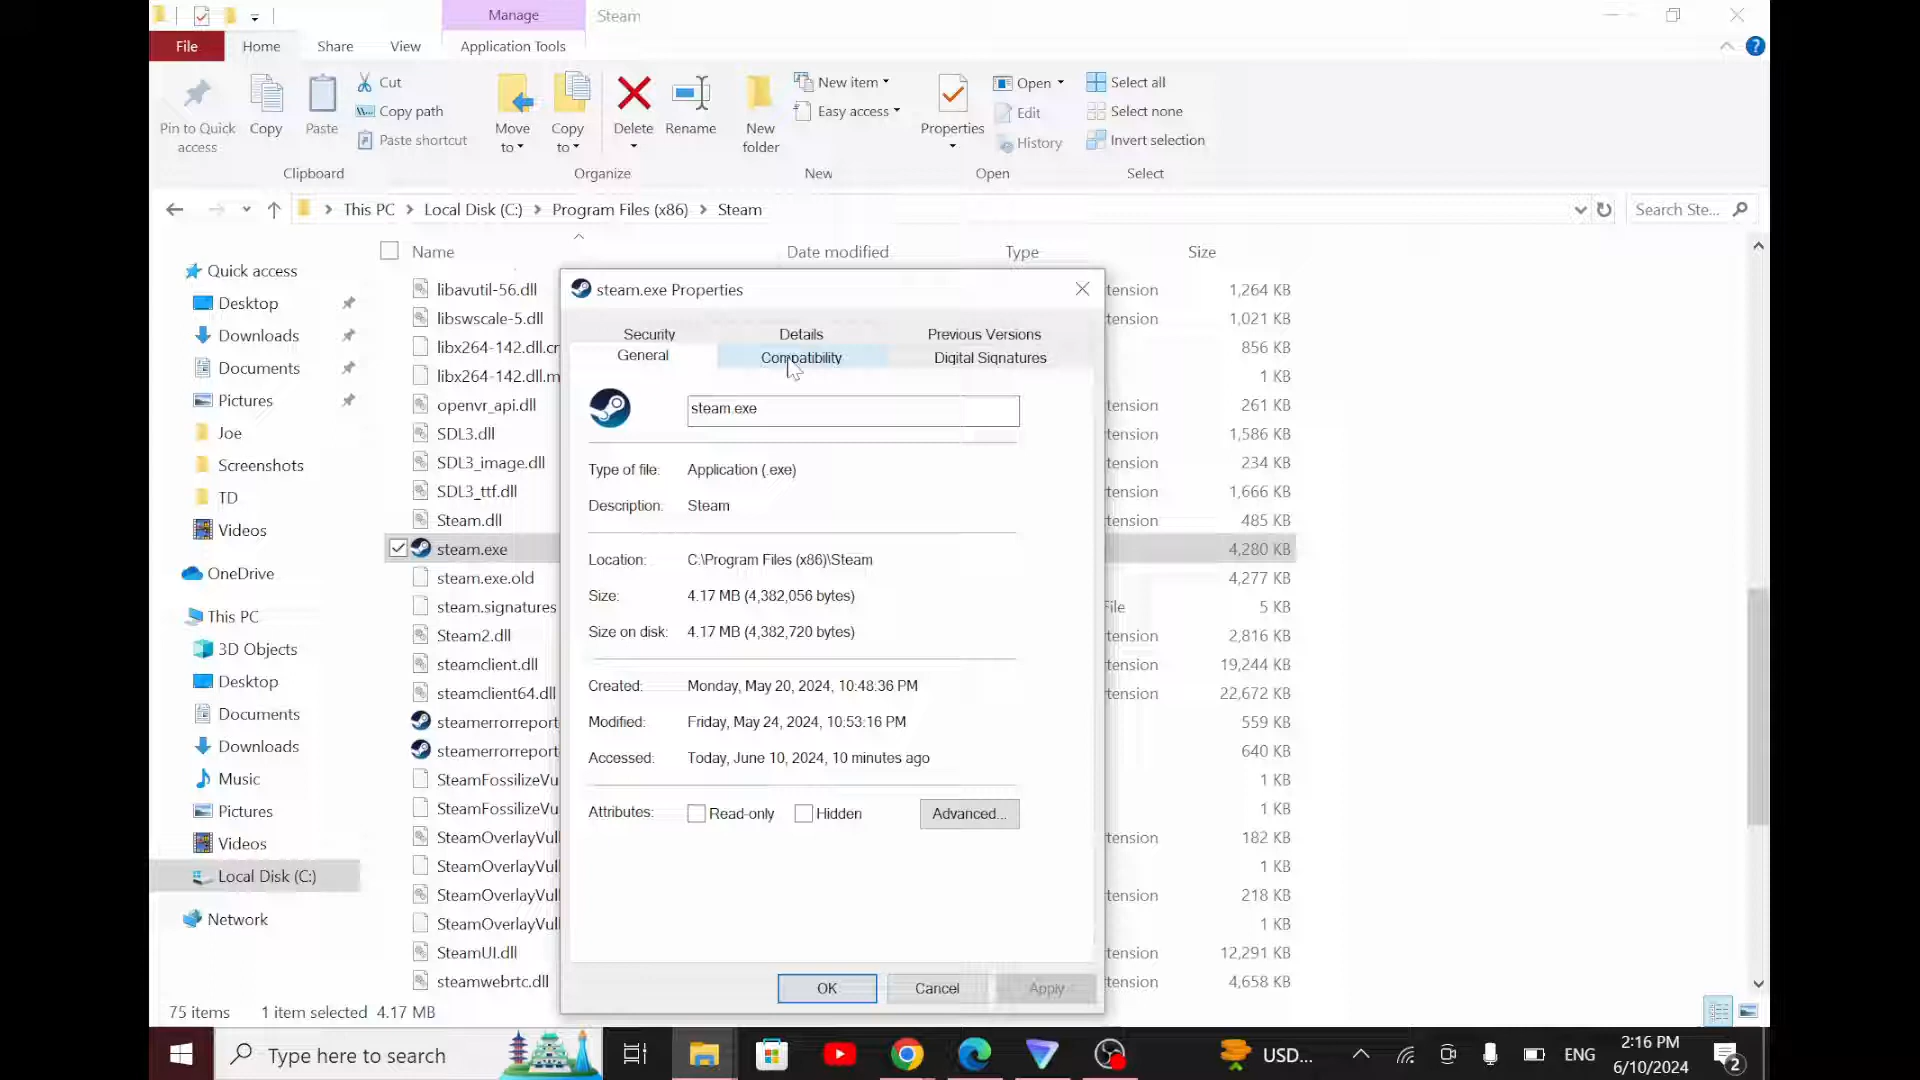 Manage
Steam
File
Home
Share
View
Application Tools
Pin to Quick access
Copy
Paste
Cut
Copy path
Paste shortcut
Clipboard
Move to
Copy to
Delete
Rename
Organize
New folder
New item
Easy access
New
Properties
Open
Edit
History
Open
Select all
Select none
Invert selection
Select
This PC
Local Disk (C:)
Program Files (x86)
Steam
Search Ste...
Quick access
Desktop
Downloads
Documents
Pictures
Joe
Screenshots
TD
Videos
OneDrive
This PC
3D Objects
Desktop
Documents
Downloads
Music
Pictures
Videos
Local Disk (C:)
Network
Name Date modified Type Size
libavutil-56.dll tension 1,264 KB
libswscale-5.dll tension 1,021 KB
libx264-142.dll.cr 856 KB
libx264-142.dll.m 1 KB
openvr_api.dll tension 261 KB
SDL3.dll tension 1,586 KB
SDL3_image.dll tension 234 KB
SDL3_ttf.dll tension 1,666 KB
Steam.dll tension 485 KB
steam.exe 4,280 KB
steam.exe.old 4,277 KB
steam.signatures File 5 KB
Steam2.dll tension 2,816 KB
steamclient.dll tension 19,244 KB
steamclient64.dll tension 22,672 KB
steamerrorreport 559 KB
steamerrorreport 640 KB
SteamFossilizeVu 1 KB
SteamFossilizeVu 1 KB
SteamOverlayVul tension 182 KB
SteamOverlayVul 1 KB
SteamOverlayVul tension 218 KB
SteamOverlayVul 1 KB
SteamUI.dll tension 12,291 KB
steamwebrtc.dll tension 4,658 KB
steam.exe Properties
Security Details Previous Versions
General Compatibility Digital Signatures
steam.exe
Type of file: Application (.exe)
Description: Steam
Location: C:\Program Files (x86)\Steam
Size: 4.17 MB (4,382,056 bytes)
Size on disk: 4.17 MB (4,382,720 bytes)
Created: Monday, May 20, 2024, 10:48:36 PM
Modified: Friday, May 24, 2024, 10:53:16 PM
Accessed: Today, June 10, 2024, 10 minutes ago
Attributes: Read-only Hidden Advanced...
OK Cancel Apply
75 items 1 item selected 4.17 MB
Type here to search
USD...
ENG
2:16 PM
6/10/2024
2